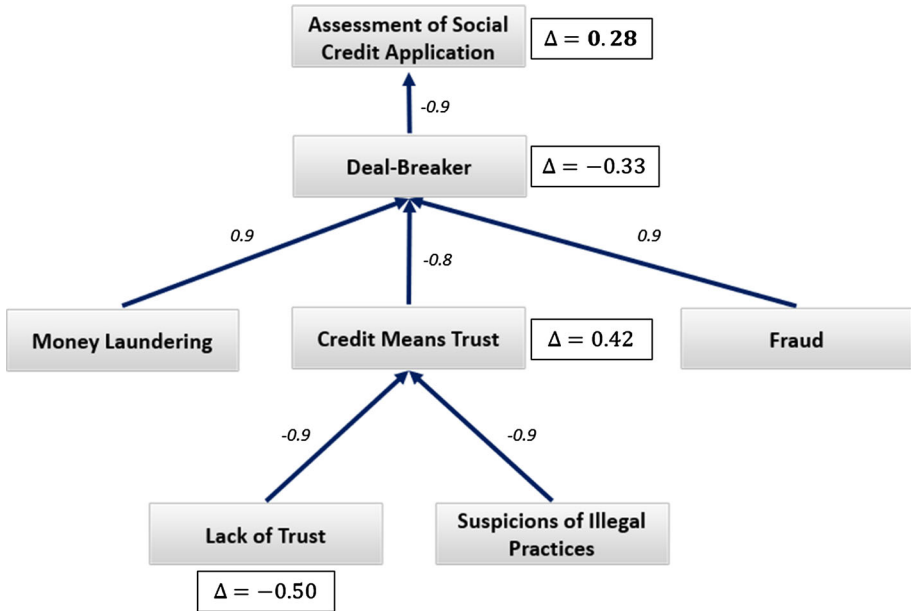 Assessment of Social
Credit Application
Δ = 0.28
-0.9
Deal-Breaker
Δ = −0.33
0.9
-0.8
0.9
Money Laundering
Credit Means Trust
Δ = 0.42
Fraud
-0.9
-0.9
Lack of Trust
Suspicions of Illegal
Practices
Δ = −0.50